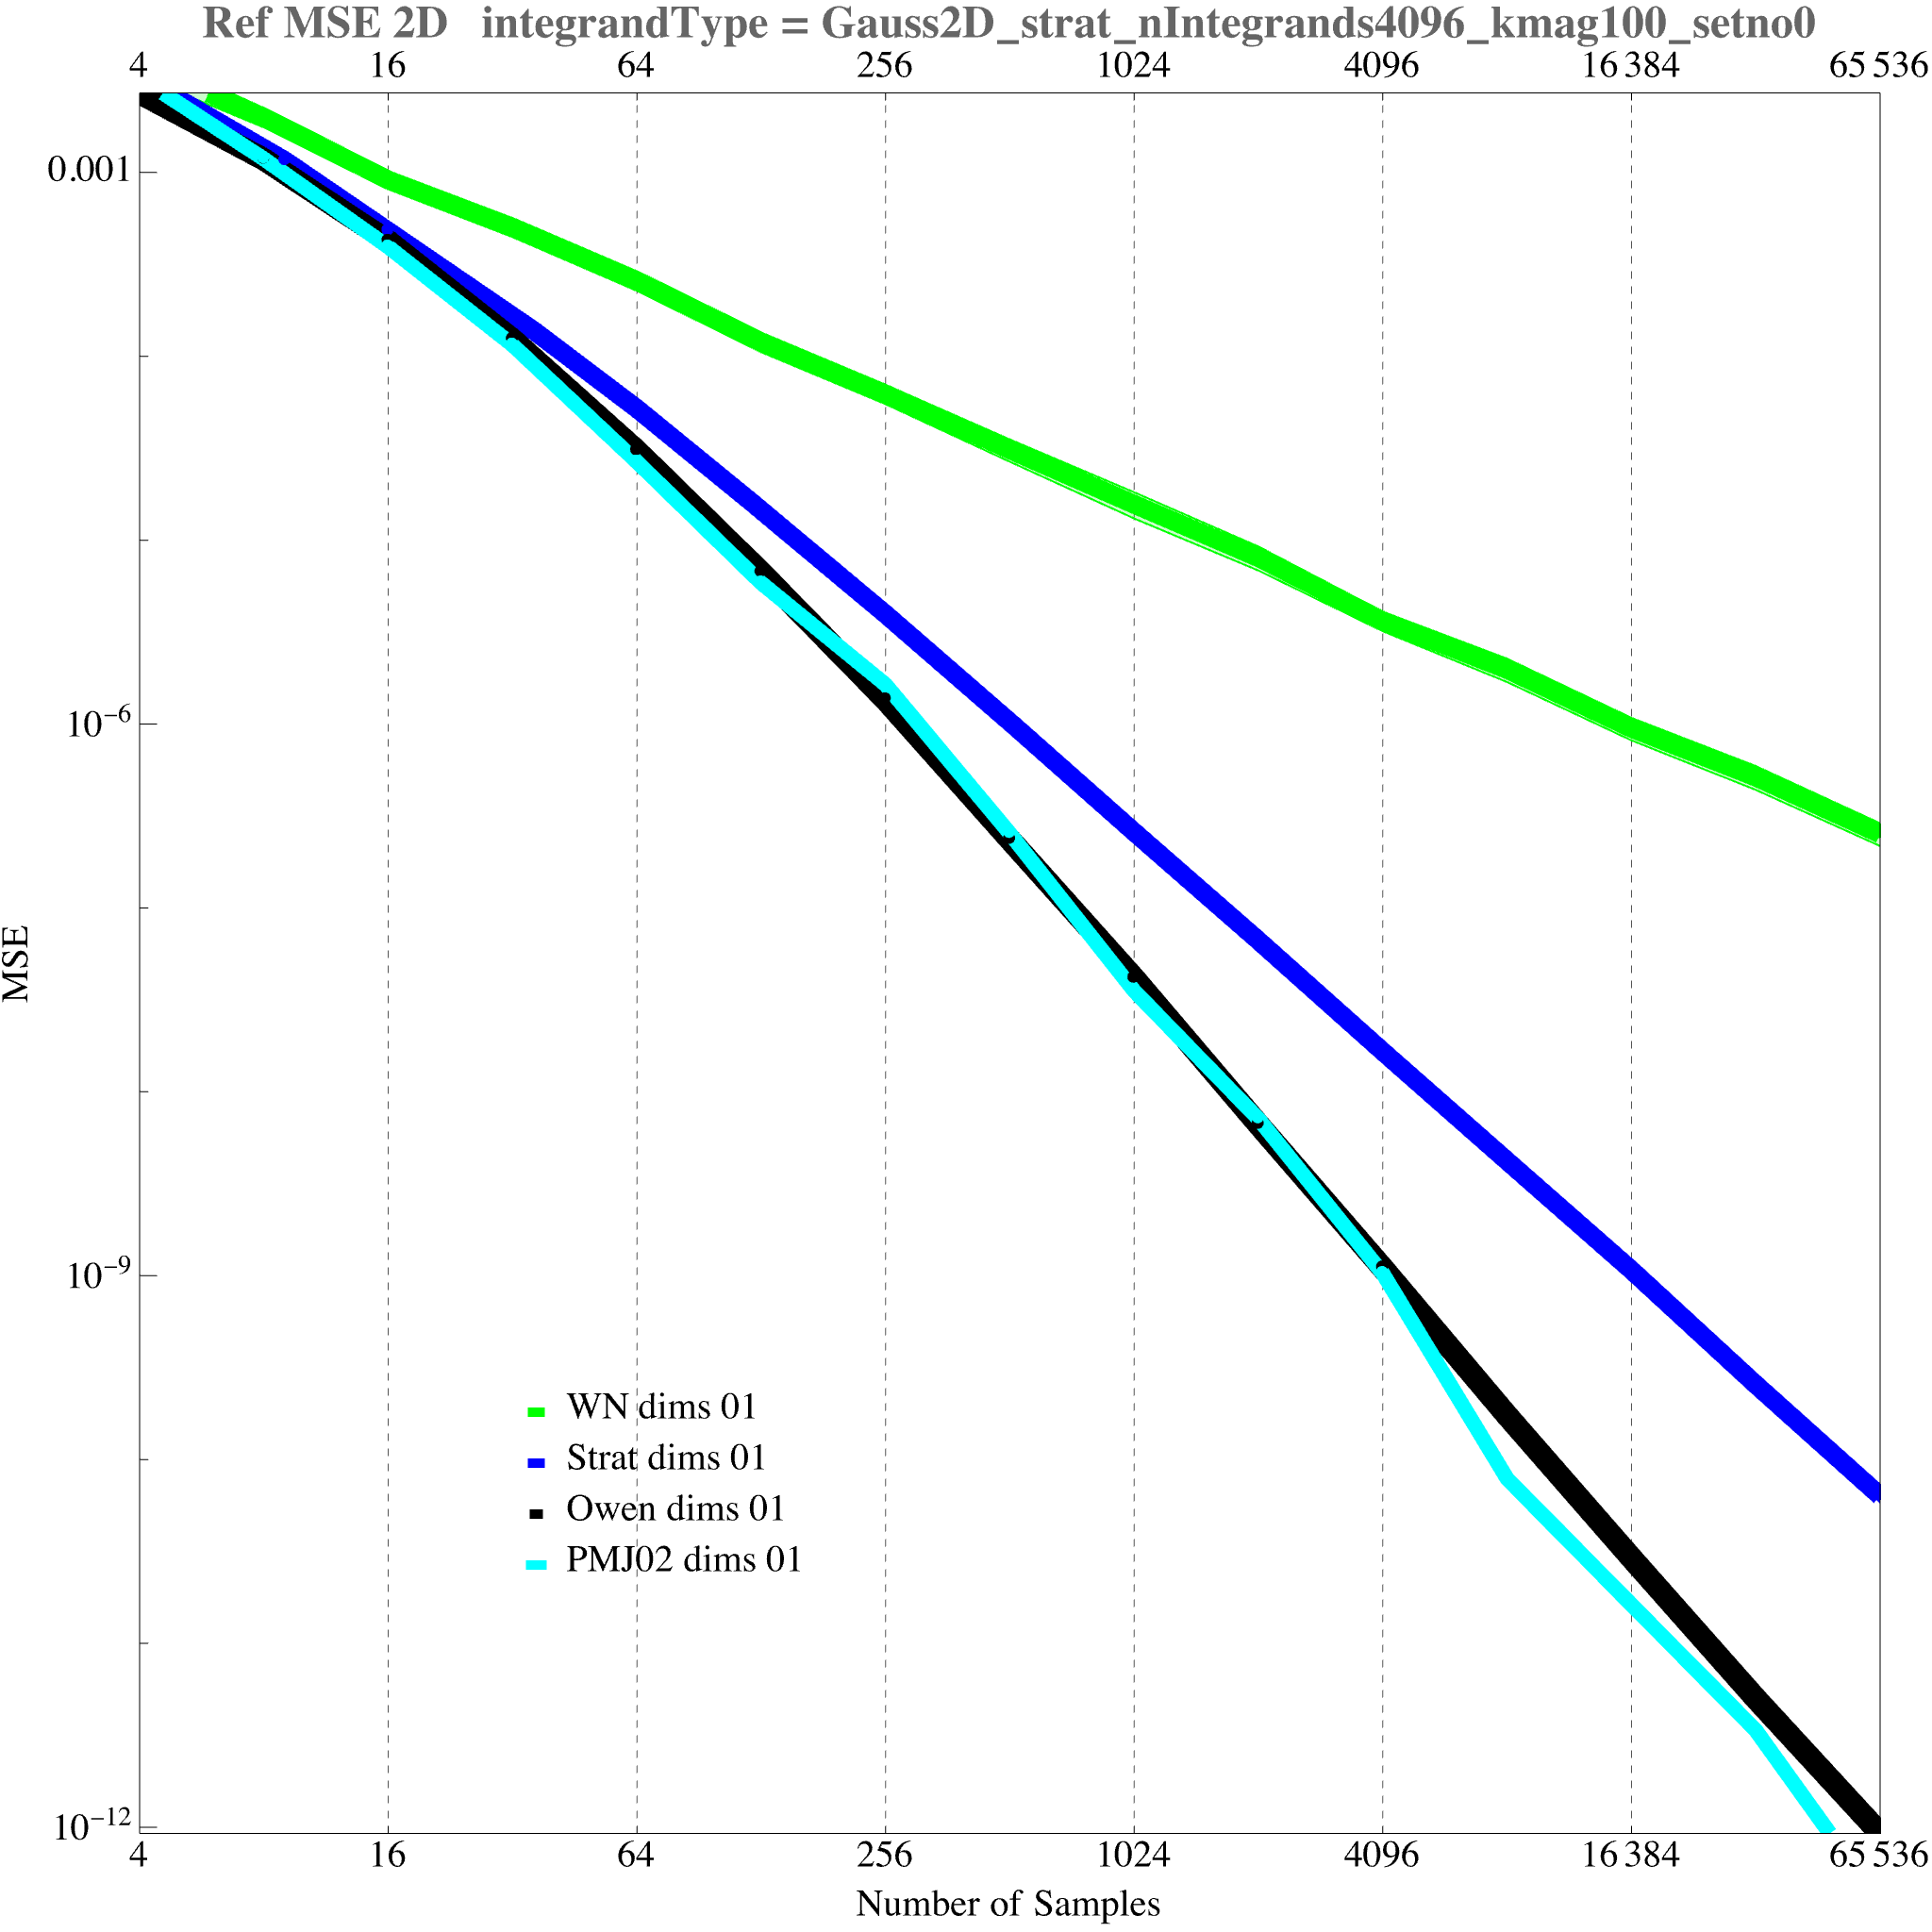 Ref MSE 2D   integrandType = Gauss2D_strat_nIntegrands4096_kmag100_setno0
4 16 64 256 1024 4096 16 384 65 536
0.001
10⁻⁶
MSE
10⁻⁹
WN dims 01
Strat dims 01
Owen dims 01
PMJ02 dims 01
10⁻¹²
4 16 64 256 1024 4096 16 384 65 536
Number of Samples